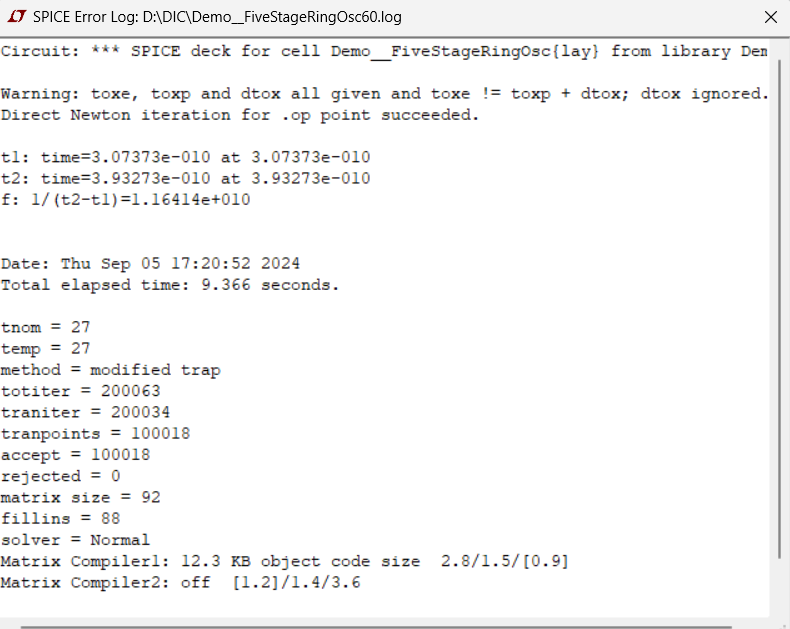 SPICE Error Log: D:\DIC\Demo__FiveStageRingOsc60.log
Circuit: *** SPICE deck for cell Demo__FiveStageRingOsc{lay} from library Dem
Warning: toxe, toxp and dtox all given and toxe != toxp + dtox; dtox ignored.
Direct Newton iteration for .op point succeeded.
t1: time=3.07373e-010 at 3.07373e-010
t2: time=3.93273e-010 at 3.93273e-010
f: 1/(t2-t1)=1.16414e+010
Date: Thu Sep 05 17:20:52 2024
Total elapsed time: 9.366 seconds.
tnom = 27
temp = 27
method = modified trap
totiter = 200063
traniter = 200034
tranpoints = 100018
accept = 100018
rejected = 0
matrix size = 92
fillins = 88
solver = Normal
Matrix Compiler1: 12.3 KB object code size  2.8/1.5/[0.9]
Matrix Compiler2: off  [1.2]/1.4/3.6